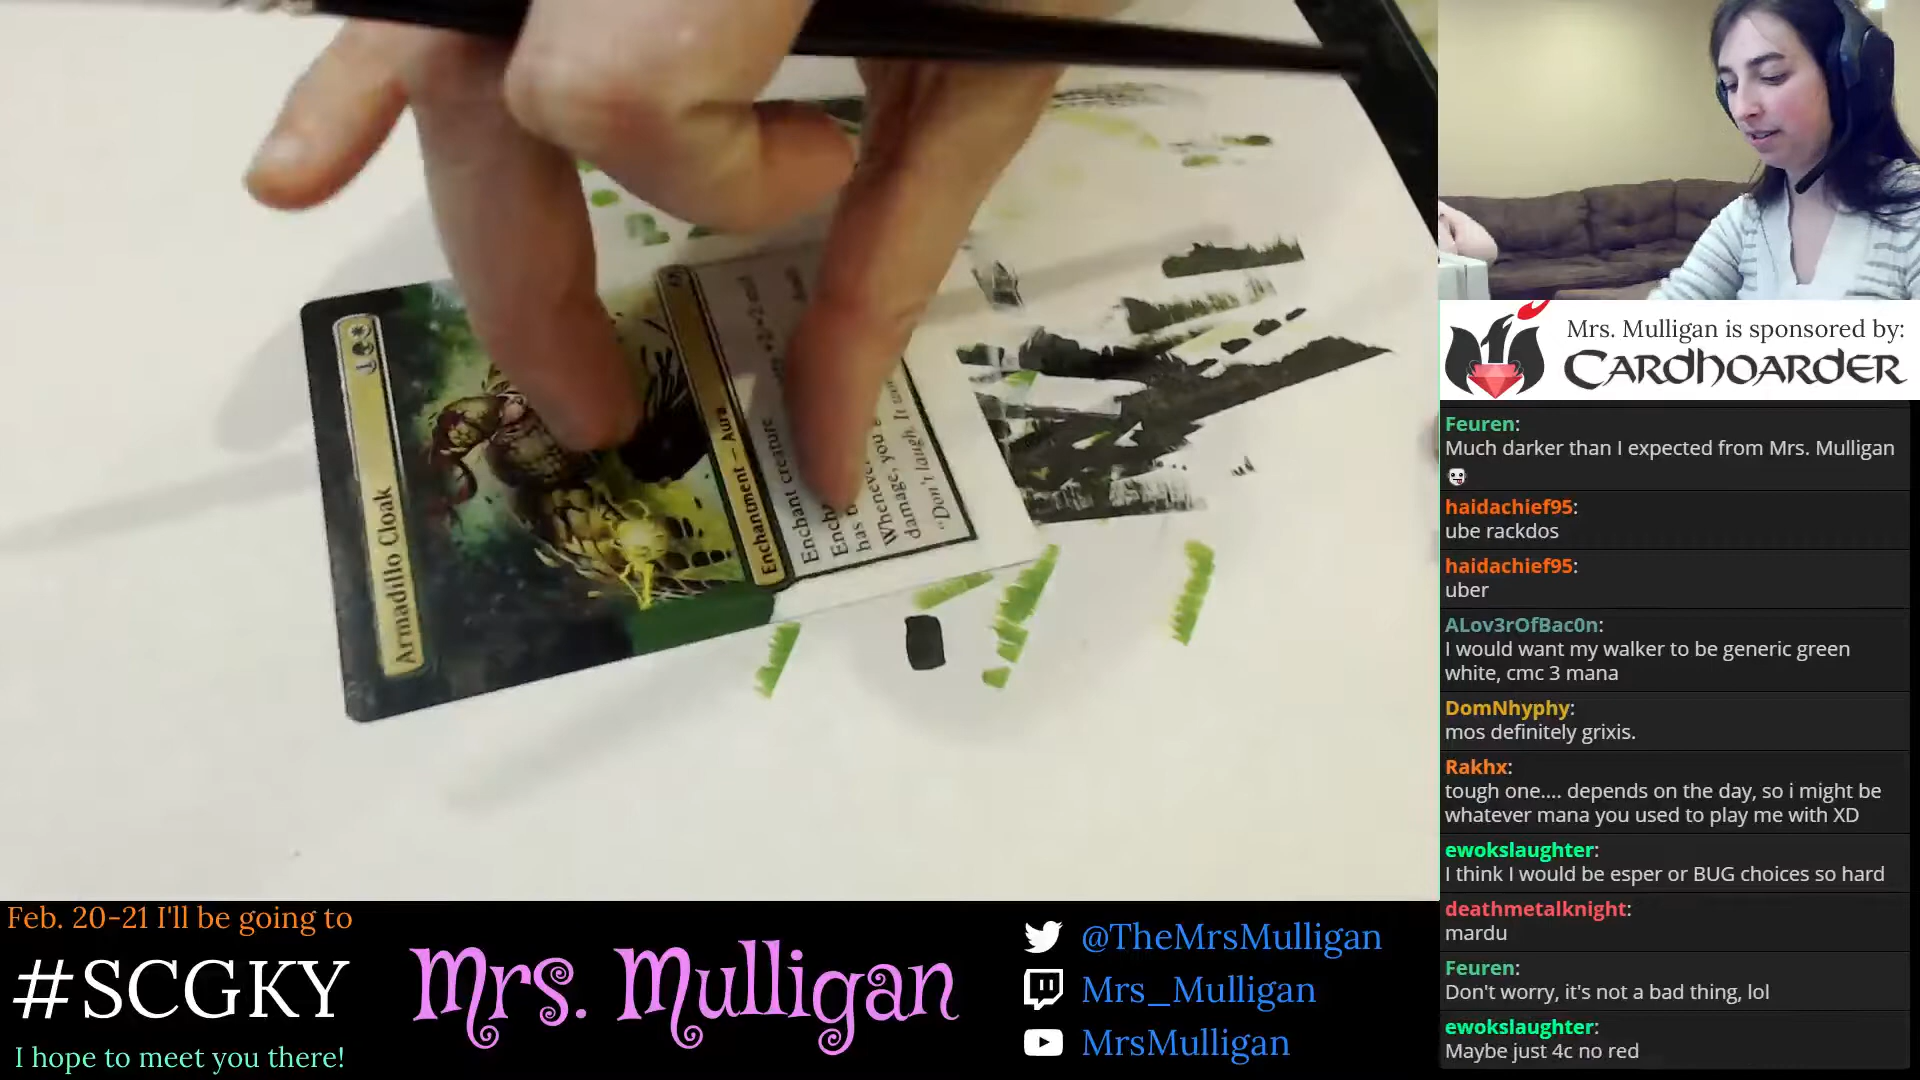 Armadillo Cloak
Enchantment – Aura
Enchant creature
Whenever, you
damage. It
"Don't laugh. It
Mrs. Mulligan is sponsored by:
CARDHOARDER
Feuren:
Much darker than I expected from Mrs. Mulligan
haidachief95:
ube rackdos
haidachief95:
uber
ALov3rOfBac0n:
I would want my walker to be generic green
white, cmc 3 mana
DomNhyphy:
mos definitely grixis.
Rakhx:
tough one.... depends on the day, so i might be
whatever mana you used to play me with XD
ewokslaughter:
I think I would be esper or BUG choices so hard
deathmetalknight:
mardu
Feuren:
Don't worry, it's not a bad thing, lol
ewokslaughter:
Maybe just 4c no red
Feb. 20-21 I'll be going to
#SCGKY
I hope to meet you there!
Mrs. Mulligan
@TheMrsMulligan
Mrs_Mulligan
MrsMulligan